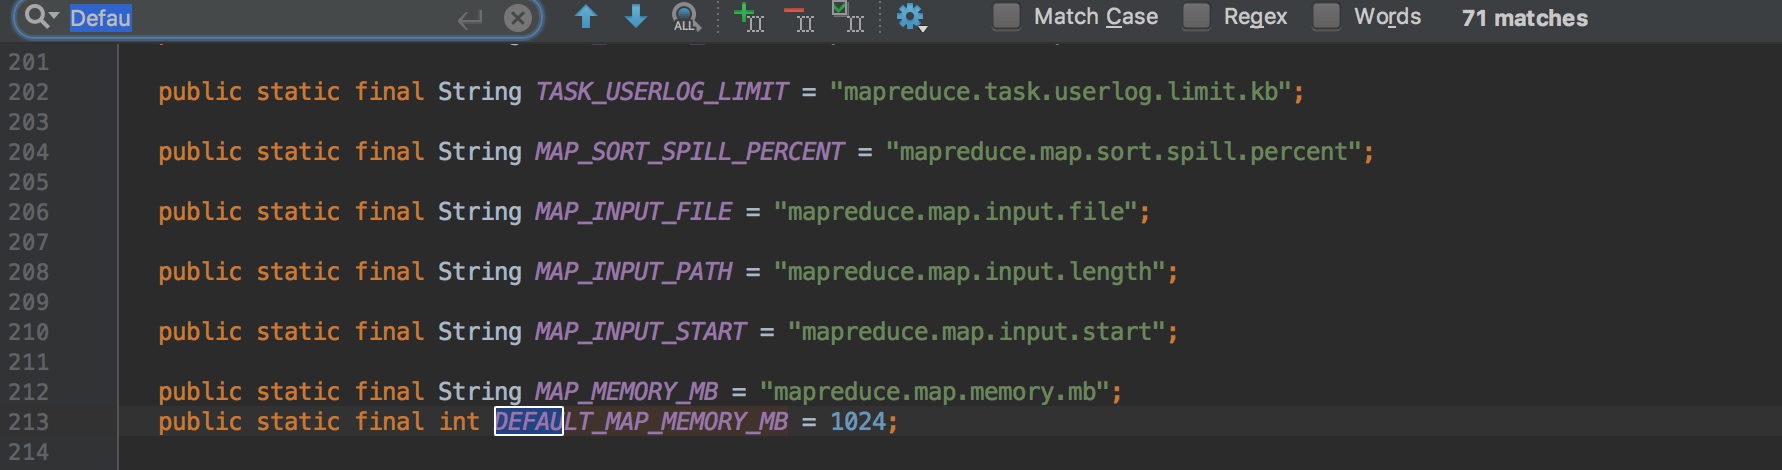 Defau ALL Match Case Regex Words 71 matches
201
202 public static final String TASK_USERLOG_LIMIT = "mapreduce.task.userlog.limit.kb";
203
204 public static final String MAP_SORT_SPILL_PERCENT = "mapreduce.map.sort.spill.percent";
205
206 public static final String MAP_INPUT_FILE = "mapreduce.map.input.file";
207
208 public static final String MAP_INPUT_PATH = "mapreduce.map.input.length";
209
210 public static final String MAP_INPUT_START = "mapreduce.map.input.start";
211
212 public static final String MAP_MEMORY_MB = "mapreduce.map.memory.mb";
213 public static final int DEFAULT_MAP_MEMORY_MB = 1024;
214